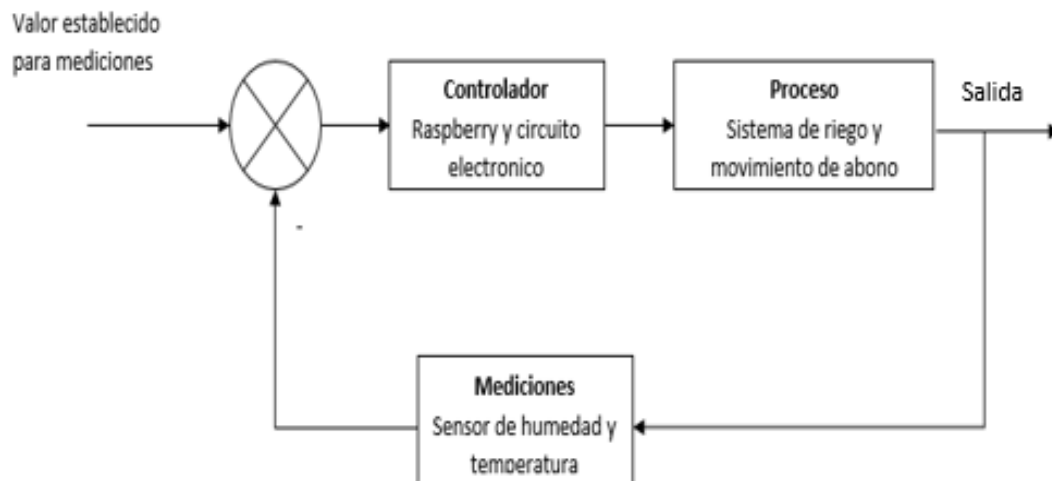 Valor establecido
para mediciones
Controlador
Raspberry y circuito
electronico
Proceso
Sistema de riego y
movimiento de abono
Salida
-
Mediciones
Sensor de humedad y
temperatura